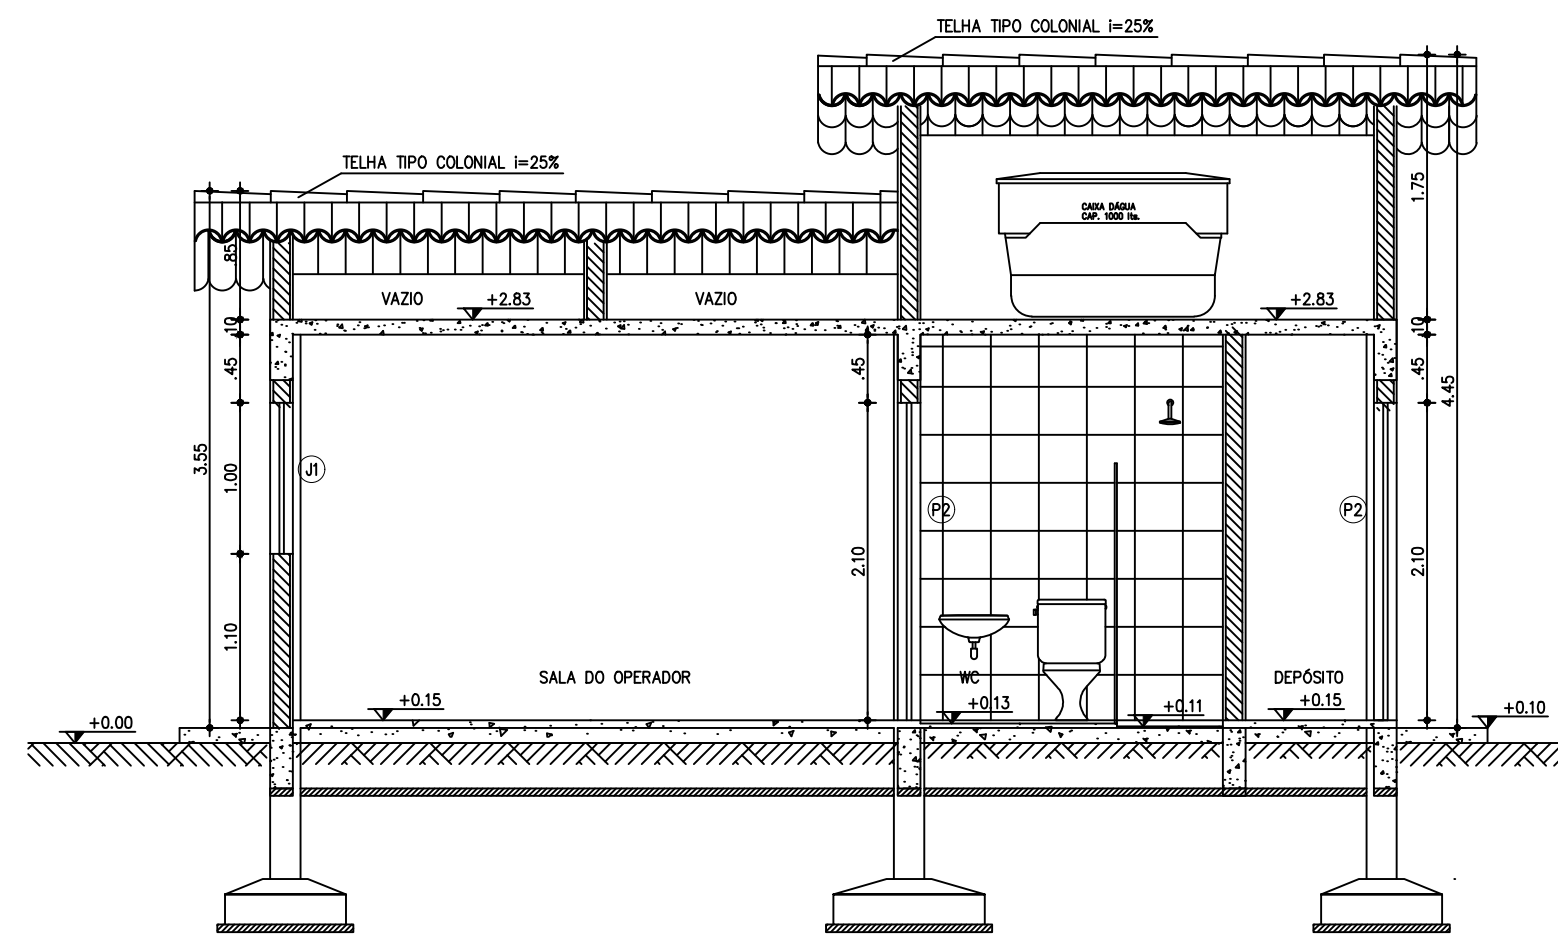 TELHA TIPO COLONIAL i=25%
TELHA TIPO COLONIAL i=25%
1.75
CAIXA DÁGUA
CAP. 1000 lts.
.85
VAZIO
+2.83
VAZIO
+2.83
.10
.10
.45
.45
.45
4.45
3.55
1.00
J1
P2
P2
2.10
2.10
1.10
SALA DO OPERADOR
WC
DEPÓSITO
+0.15
+0.13
+0.11
+0.15
+0.10
+0.00